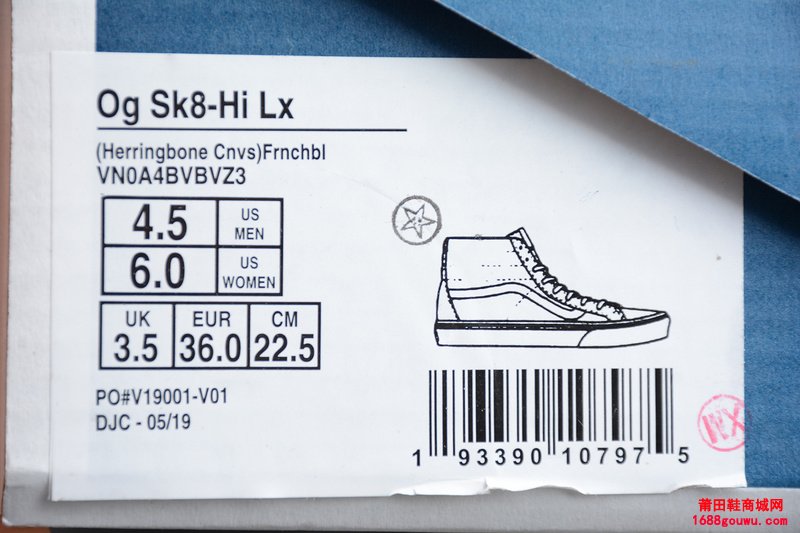 Og Sk8-Hi Lx
(Herringbone Cnvs)Frnchbl
VN0A4BVBVZ3
4.5 US MEN
6.0 US WOMEN
UK EUR CM
3.5 36.0 22.5
PO#V19001-V01
DJC - 05/19
1 93390 10797 5
WX
莆田鞋商城网
1688gouwu.com